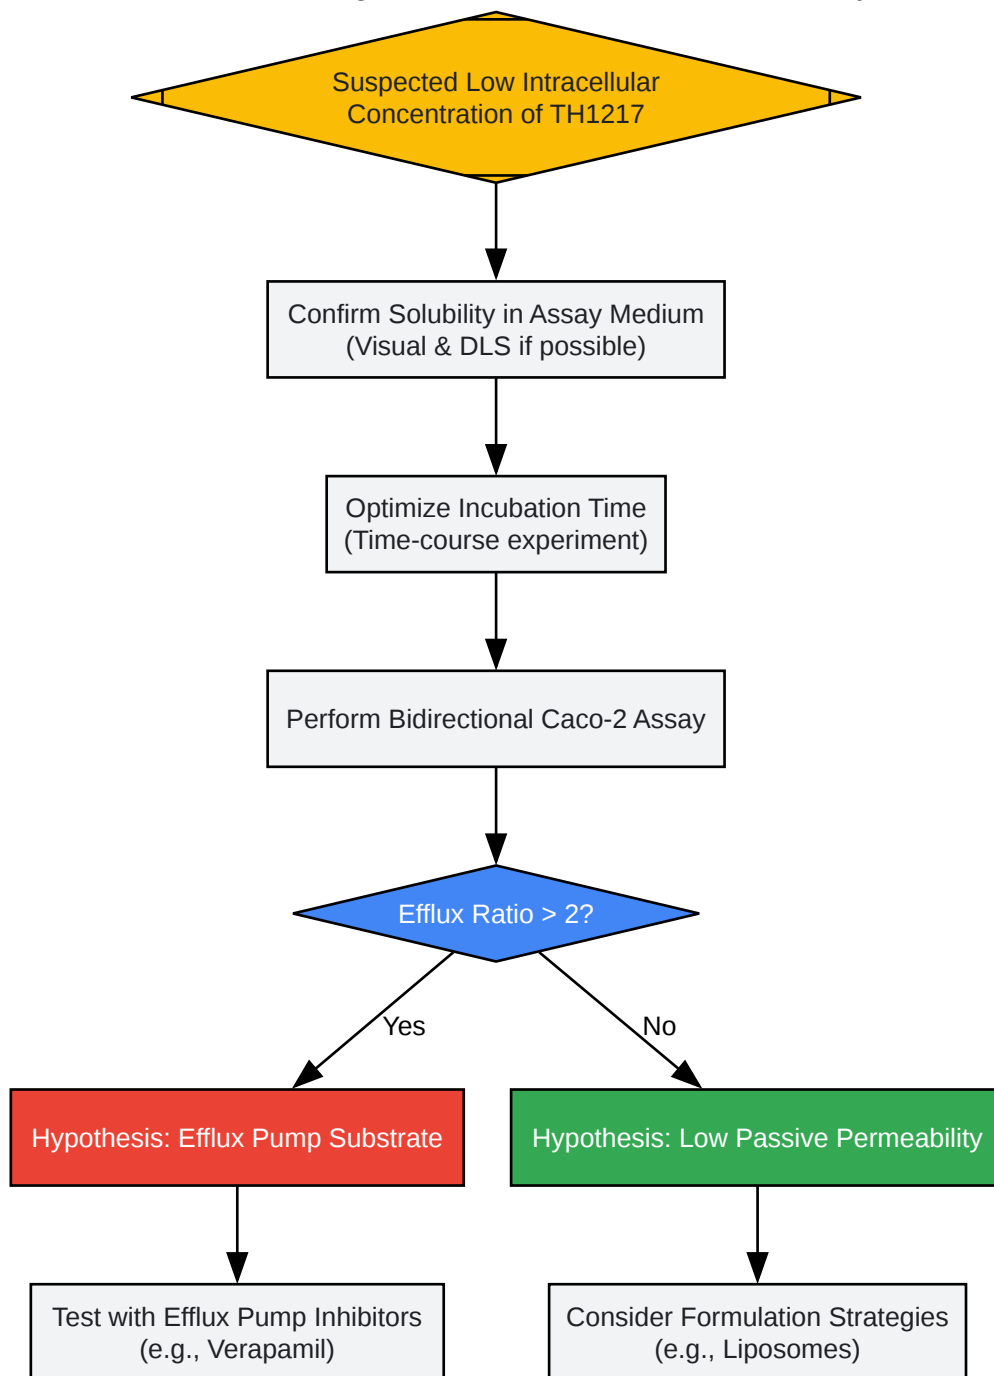 Suspected Low Intracellular
Concentration of TH1217
Confirm Solubility in Assay Medium
(Visual & DLS if possible)
Optimize Incubation Time
(Time-course experiment)
Perform Bidirectional Caco-2 Assay
Efflux Ratio > 2?
Yes
No
Hypothesis: Efflux Pump Substrate
Hypothesis: Low Passive Permeability
Test with Efflux Pump Inhibitors
(e.g., Verapamil)
Consider Formulation Strategies
(e.g., Liposomes)